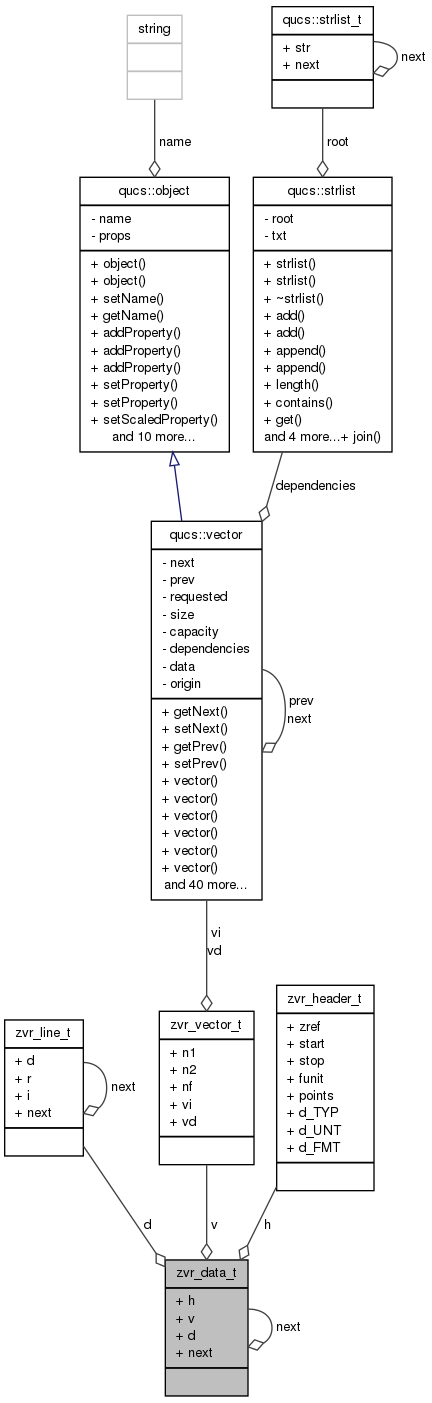 string
qucs::strlist_t
+ str
+ next
next
name
root
qucs::object
- name
- props
+ object()
+ object()
+ setName()
+ getName()
+ addProperty()
+ addProperty()
+ addProperty()
+ setProperty()
+ setProperty()
+ setScaledProperty()
and 10 more...
qucs::strlist
- root
- txt
+ strlist()
+ strlist()
+ ~strlist()
+ add()
+ add()
+ append()
+ append()
+ length()
+ contains()
+ get()
and 4 more...+ join()
dependencies
qucs::vector
- next
- prev
- requested
- size
- capacity
- dependencies
- data
- origin
+ getNext()
+ setNext()
+ getPrev()
+ setPrev()
+ vector()
+ vector()
+ vector()
+ vector()
+ vector()
+ vector()
and 40 more...
prev
next
vi
vd
zvr_line_t
+ d
+ r
+ i
+ next
next
zvr_vector_t
+ n1
+ n2
+ nf
+ vi
+ vd
zvr_header_t
+ zref
+ start
+ stop
+ funit
+ points
+ d_TYP
+ d_UNT
+ d_FMT
d
v
h
zvr_data_t
+ h
+ v
+ d
+ next
next